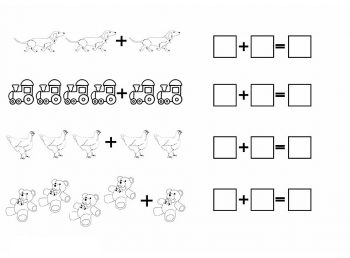 + + =
+ + =
+ + =
+ + =